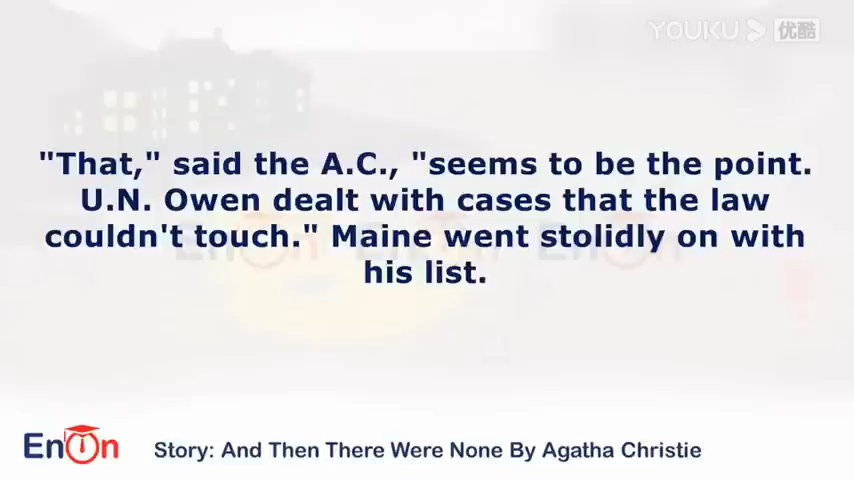 YOUKU 优酷
"That," said the A.C., "seems to be the point.
U.N. Owen dealt with cases that the law
couldn't touch." Maine went stolidly on with
his list.
EnOn
Story: And Then There Were None By Agatha Christie